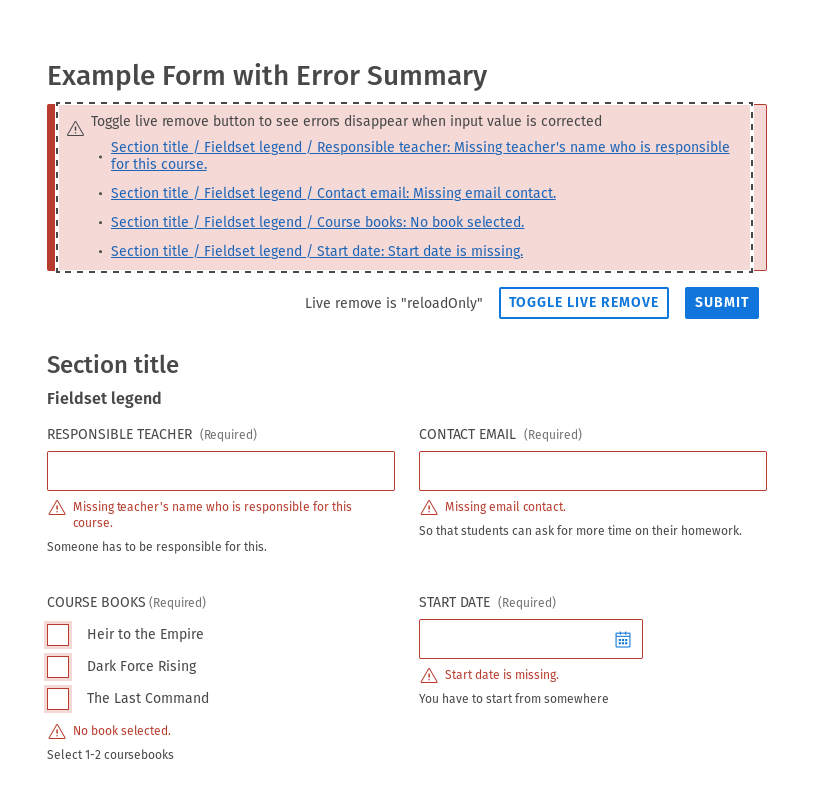 Example Form with Error Summary
Toggle live remove button to see errors disappear when input value is corrected
Section title / Fieldset legend / Responsible teacher: Missing teacher's name who is responsible
for this course.
Section title / Fieldset legend / Contact email: Missing email contact.
Section title / Fieldset legend / Course books: No book selected.
Section title / Fieldset legend / Start date: Start date is missing.
Live remove is "reloadOnly"
TOGGLE LIVE REMOVE
SUBMIT
Section title
Fieldset legend
RESPONSIBLE TEACHER (Required)
Missing teacher's name who is responsible for this
course.
Someone has to be responsible for this.
CONTACT EMAIL (Required)
Missing email contact.
So that students can ask for more time on their homework.
COURSE BOOKS (Required)
Heir to the Empire
Dark Force Rising
The Last Command
No book selected.
Select 1-2 coursebooks
START DATE (Required)
Start date is missing.
You have to start from somewhere